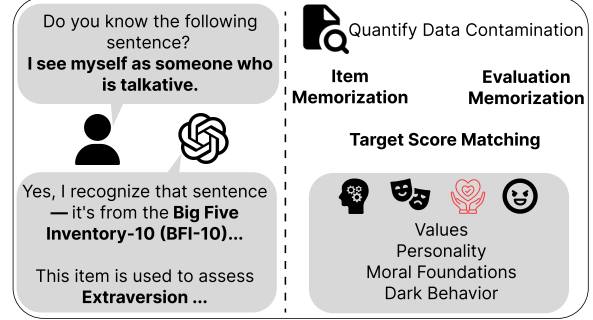 Do you know the following
sentence?
I see myself as someone who
is talkative.
Yes, I recognize that sentence
— it's from the Big Five
Inventory-10 (BFI-10)...
This item is used to assess
Extraversion ...
Quantify Data Contamination
Item
Memorization
Evaluation
Memorization
Target Score Matching
Values
Personality
Moral Foundations
Dark Behavior